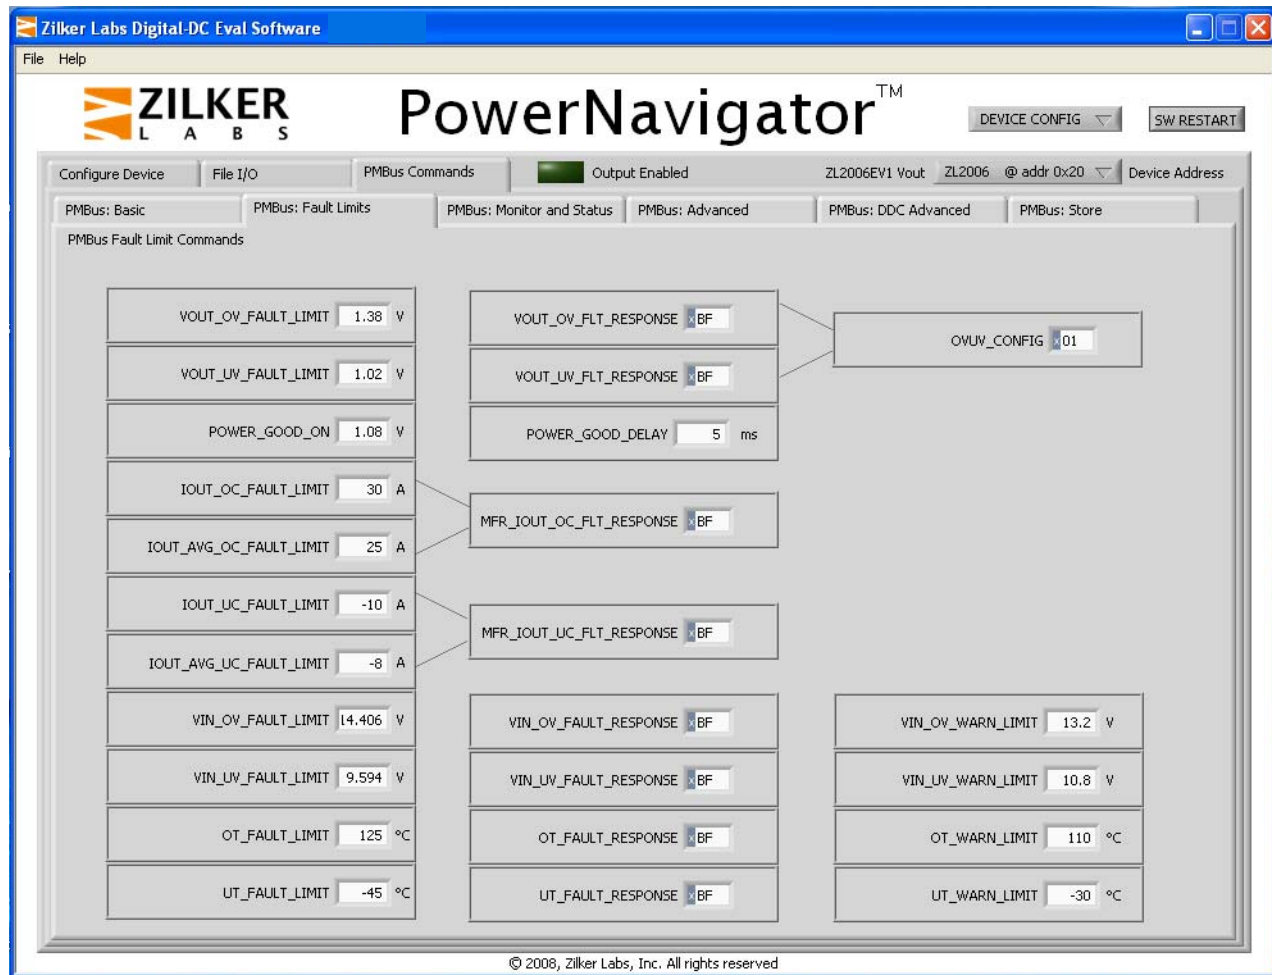 Zilker Labs Digital-DC Eval Software
File Help
ZILKER
LABS
PowerNavigator™
DEVICE CONFIG
SW RESTART
Configure Device File I/O PMBus Commands Output Enabled ZL2006EV1 Vout ZL2006 @ addr 0x20 Device Address
PMBus: Basic PMBus: Fault Limits PMBus: Monitor and Status PMBus: Advanced PMBus: DDC Advanced PMBus: Store
PMBus Fault Limit Commands
VOUT_OV_FAULT_LIMIT 1.38 V VOUT_OV_FLT_RESPONSE xBF
OVUV_CONFIG x01
VOUT_UV_FAULT_LIMIT 1.02 V VOUT_UV_FLT_RESPONSE xBF
POWER_GOOD_ON 1.08 V POWER_GOOD_DELAY 5 ms
IOUT_OC_FAULT_LIMIT 30 A
MFR_IOUT_OC_FLT_RESPONSE xBF
IOUT_AVG_OC_FAULT_LIMIT 25 A
IOUT_UC_FAULT_LIMIT -10 A
MFR_IOUT_UC_FLT_RESPONSE xBF
IOUT_AVG_UC_FAULT_LIMIT -8 A
VIN_OV_FAULT_LIMIT 14.406 V VIN_OV_FAULT_RESPONSE xBF VIN_OV_WARN_LIMIT 13.2 V
VIN_UV_FAULT_LIMIT 9.594 V VIN_UV_FAULT_RESPONSE xBF VIN_UV_WARN_LIMIT 10.8 V
OT_FAULT_LIMIT 125 °C OT_FAULT_RESPONSE xBF OT_WARN_LIMIT 110 °C
UT_FAULT_LIMIT -45 °C UT_FAULT_RESPONSE xBF UT_WARN_LIMIT -30 °C
© 2008, Zilker Labs, Inc. All rights reserved